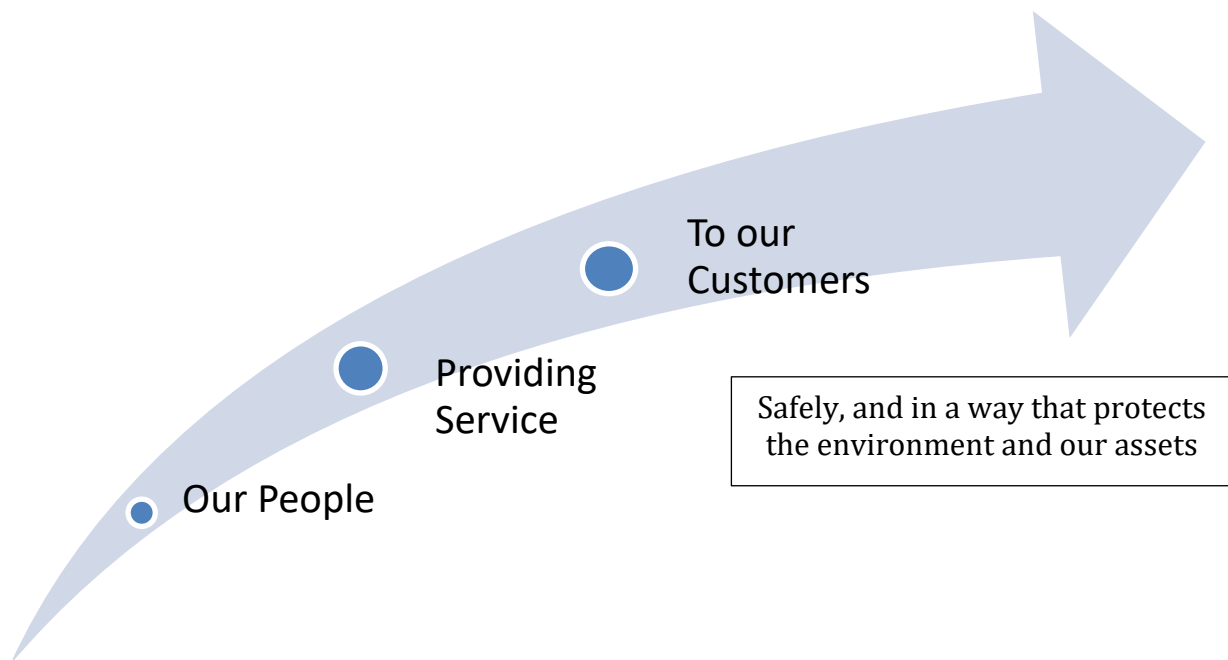 Our People
Providing
Service
To our
Customers
Safely, and in a way that protects
the environment and our assets